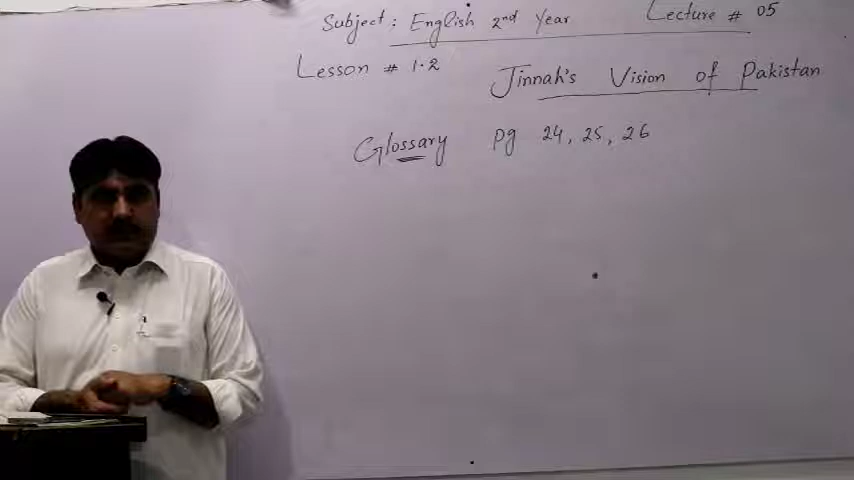 Subject: English 2nd Year Lecture # 05
Lesson # 1.2 Jinnah's Vision of Pakistan
Glossary pg 24, 25, 26